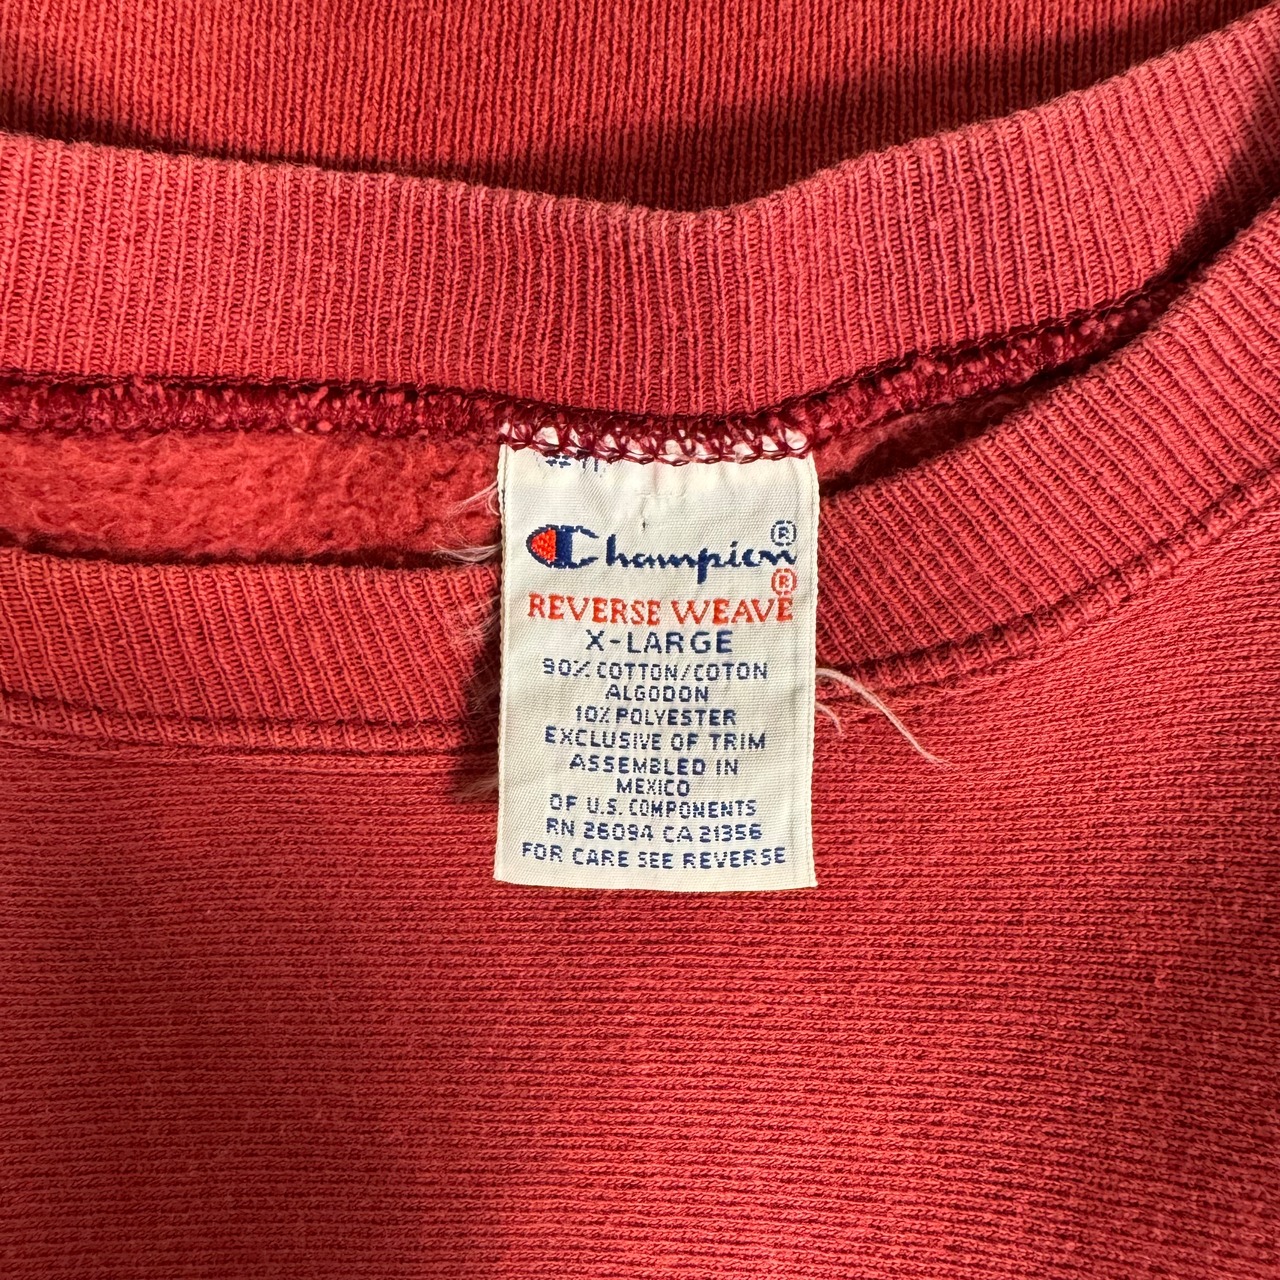 Champion®
REVERSE WEAVE®
X-LARGE
90% COTTON/COTON
ALGODON
10% POLYESTER
EXCLUSIVE OF TRIM
ASSEMBLED IN
MEXICO
OF U.S. COMPONENTS
RN 26094 CA 21356
FOR CARE SEE REVERSE